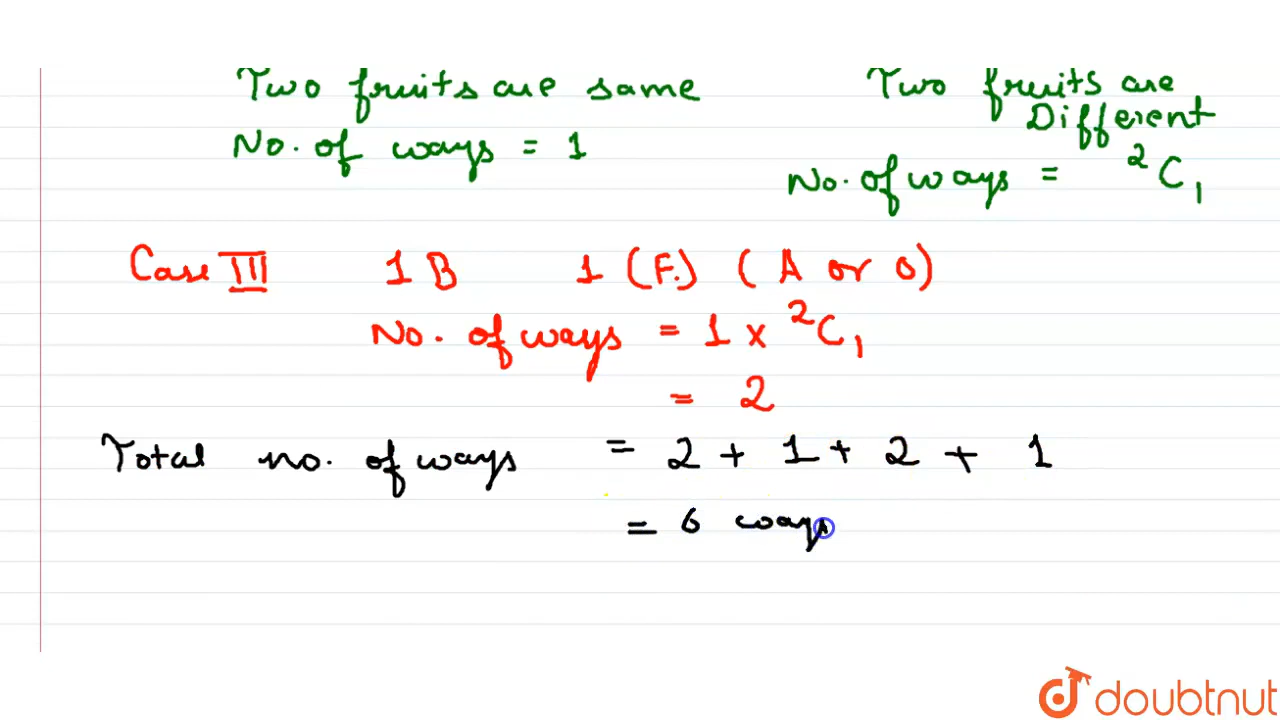 Two fruits are same
No. of ways = 1
Two fruits are
Different
No. of ways = ²C₁
Case III 1 B 1 (F.) (A or O)
No. of ways = 1 x ²C₁
= 2
Total no. of ways = 2 + 1 + 2 + 1
= 6 ways
doubtnut